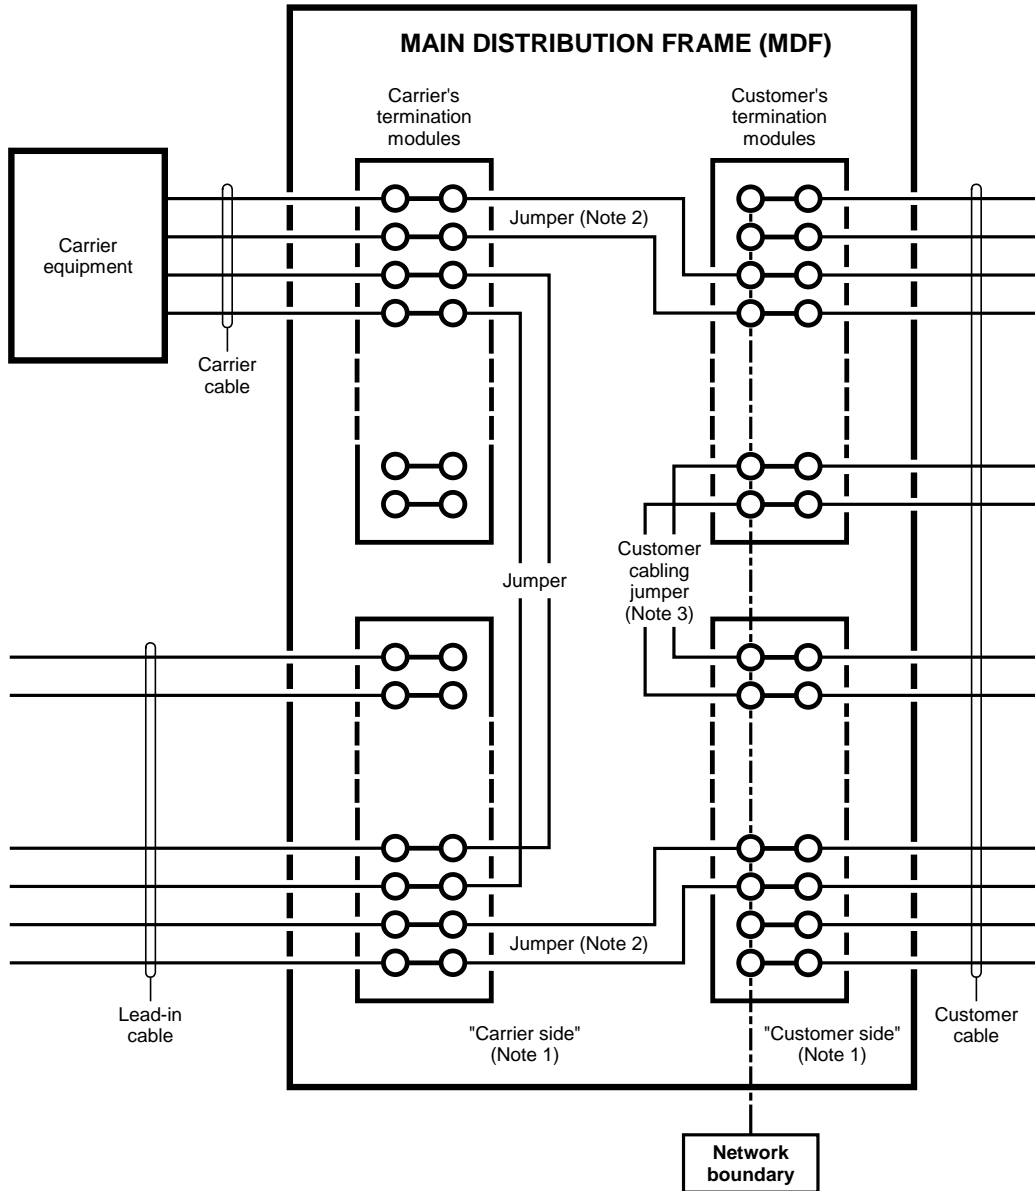 MAIN DISTRIBUTION FRAME (MDF)
Carrier's
termination
modules
Customer's
termination
modules
Carrier
equipment
Jumper (Note 2)
Carrier
cable
Jumper
Customer
cabling
jumper
(Note 3)
Jumper (Note 2)
Lead-in
cable
"Carrier side"
(Note 1)
"Customer side"
(Note 1)
Customer
cable
Network
boundary